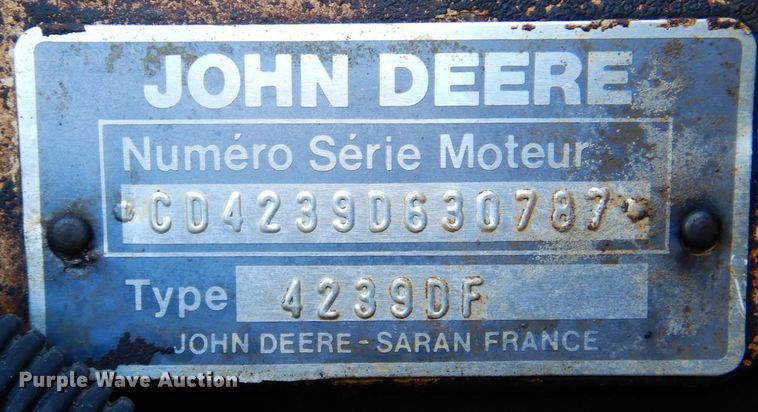 JOHN DEERE
Numéro Série Moteur
*CD4239D630787*
Type 4239DF
JOHN DEERE - SARAN FRANCE
Purple Wave Auction